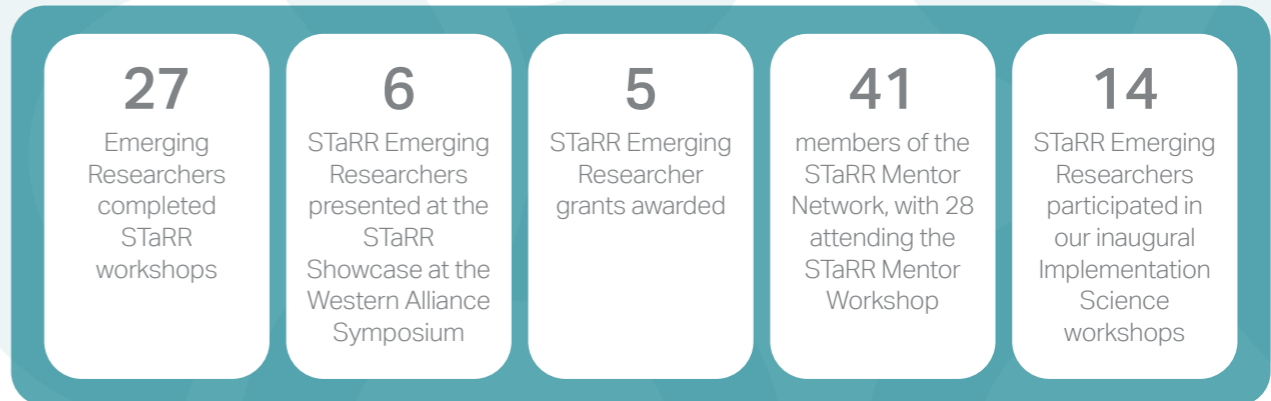 27
Emerging
Researchers
completed
STaRR
workshops
6
STaRR Emerging
Researchers
presented at the
STaRR
Showcase at the
Western Alliance
Symposium
5
STaRR Emerging
Researcher
grants awarded
41
members of the
STaRR Mentor
Network, with 28
attending the
STaRR Mentor
Workshop
14
STaRR Emerging
Researchers
participated in
our inaugural
Implementation
Science
workshops